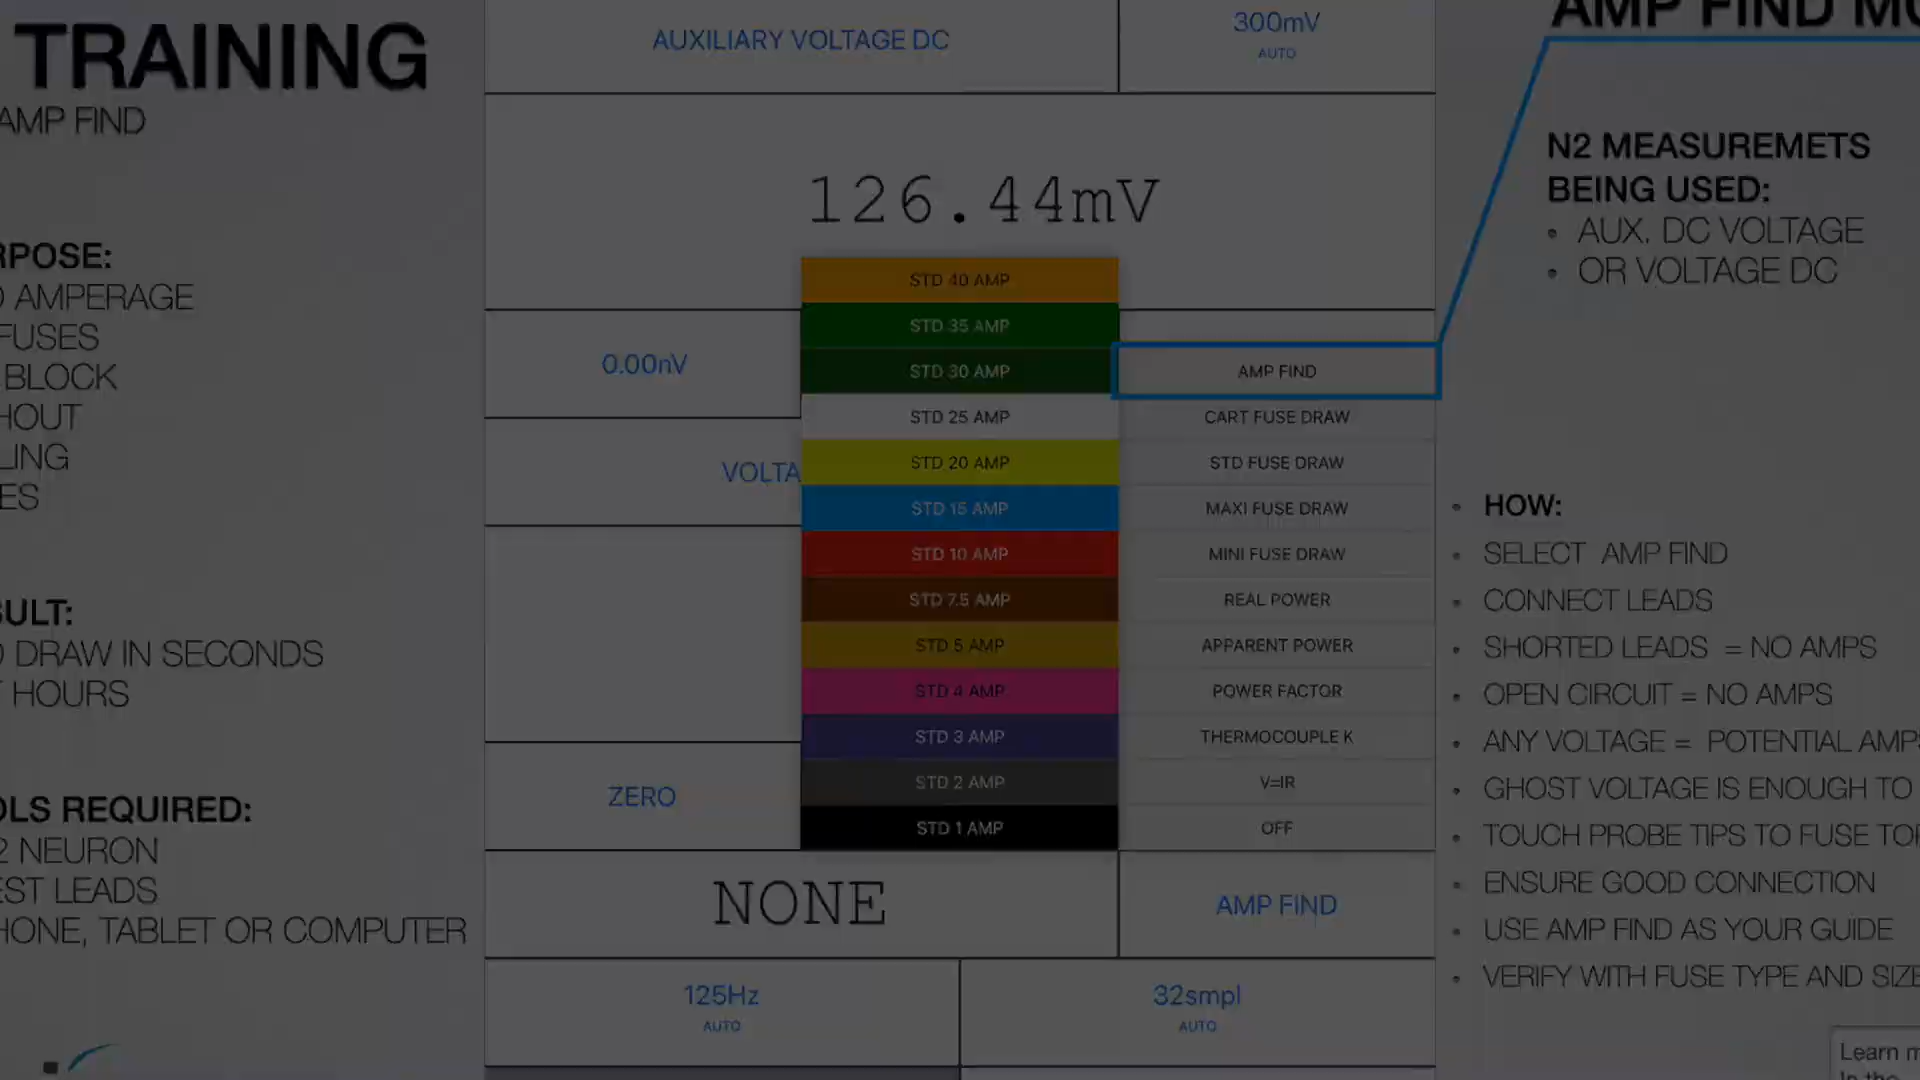 TRAINING
AMP FIND
RPOSE:
AMPERAGE
FUSES
BLOCK
HOUT
LING
ES
ULT:
DRAW IN SECONDS
HOURS
OLS REQUIRED:
2 NEURON
EST LEADS
HONE, TABLET OR COMPUTER
AUXILIARY VOLTAGE DC
300mV
AUTO
126.44mV
0.00nV
VOLTA
ZERO
STD 40 AMP
STD 35 AMP
STD 30 AMP
STD 25 AMP
STD 20 AMP
STD 15 AMP
STD 10 AMP
STD 7.5 AMP
STD 5 AMP
STD 4 AMP
STD 3 AMP
STD 2 AMP
STD 1 AMP
AMP FIND
CART FUSE DRAW
STD FUSE DRAW
MAXI FUSE DRAW
MINI FUSE DRAW
REAL POWER
APPARENT POWER
POWER FACTOR
THERMOCOUPLE K
V=IR
OFF
NONE
AMP FIND
125Hz
AUTO
32smpl
AUTO
AMP FIND MO
N2 MEASUREMETS
BEING USED:
• AUX. DC VOLTAGE
• OR VOLTAGE DC
• HOW:
• SELECT AMP FIND
• CONNECT LEADS
• SHORTED LEADS = NO AMPS
• OPEN CIRCUIT = NO AMPS
• ANY VOLTAGE = POTENTIAL AMPS
• GHOST VOLTAGE IS ENOUGH TO
• TOUCH PROBE TIPS TO FUSE TOP
• ENSURE GOOD CONNECTION
• USE AMP FIND AS YOUR GUIDE
• VERIFY WITH FUSE TYPE AND SIZE
Learn m
In the